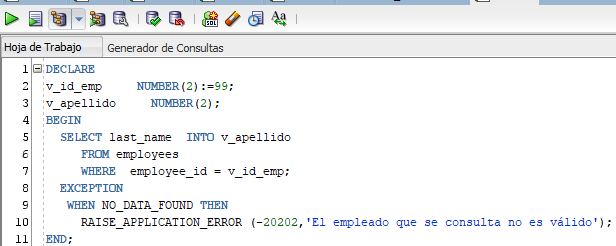 SQL
Aa
Hoja de Trabajo Generador de Consultas
1 DECLARE
2 v_id_emp NUMBER(2):=99;
3 v_apellido NUMBER(2);
4 BEGIN
5 SELECT last_name INTO v_apellido
6 FROM employees
7 WHERE employee_id = v_id_emp;
8 EXCEPTION
9 WHEN NO_DATA_FOUND THEN
10 RAISE_APPLICATION_ERROR (-20202,'El empleado que se consulta no es válido');
11 END;